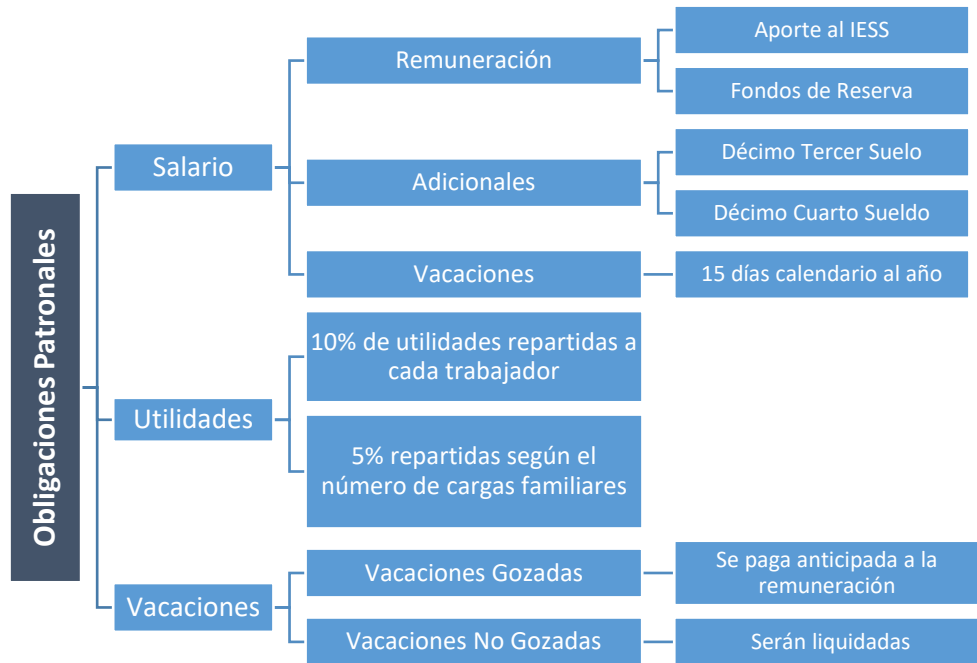 Obligaciones Patronales
Salario
Remuneración
Aporte al IESS
Fondos de Reserva
Adicionales
Décimo Tercer Suelo
Décimo Cuarto Sueldo
Vacaciones
15 días calendario al año
Utilidades
10% de utilidades repartidas a
cada trabajador
5% repartidas según el
número de cargas familiares
Vacaciones
Vacaciones Gozadas
Se paga anticipada a la
remuneración
Vacaciones No Gozadas
Serán liquidadas